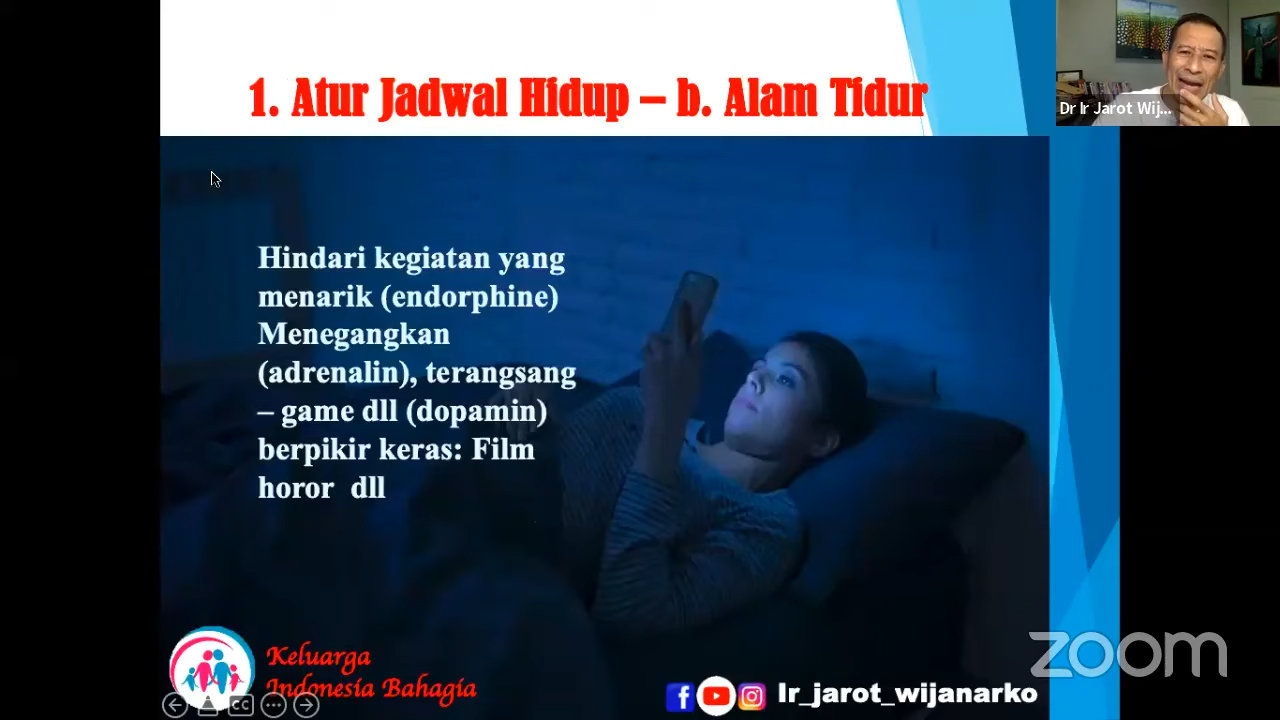 1. Atur Jadwal Hidup – b. Alam Tidur
Dr Ir Jarot Wij...
Hindari kegiatan yang
menarik (endorphine)
Menegangkan
(adrenalin), terangsang
– game dll (dopamin)
berpikir keras: Film
horor dll
Keluarga
Indonesia Bahagia
CC
Ir_jarot_wijanarko
zoom